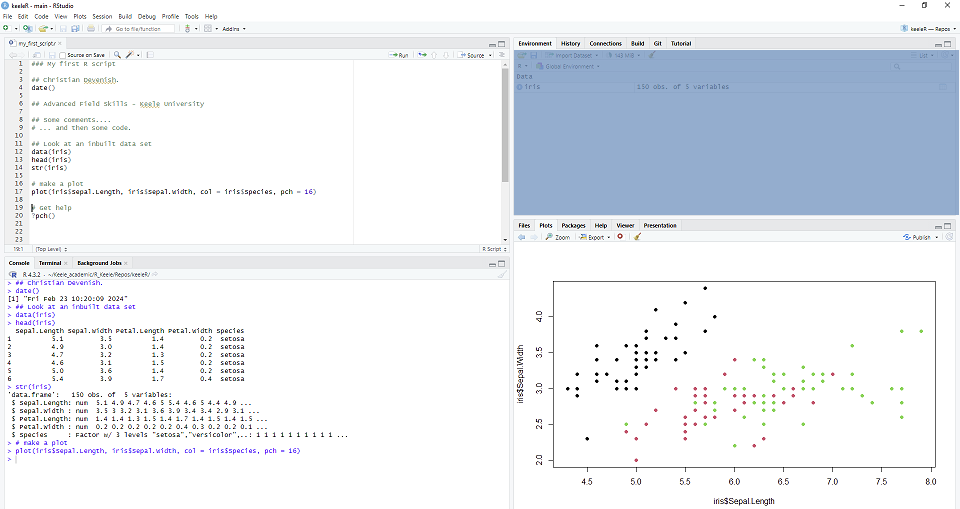 keeleR - main - RStudio
File Edit Code View Plots Session Build Debug Profile Tools Help
Go to file/function Addins
keeleR — Repos
my_first_script.r
Source on Save Run Source
1 ### My first R script
2
3 ## Christian Devenish.
4 date()
5
6 ## Advanced Field Skills - Keele University
7
8 ## Some comments....
9 # ... and then some code.
10
11 ## Look at an inbuilt data set
12 data(iris)
13 head(iris)
14 str(iris)
15
16 # make a plot
17 plot(iris$Sepal.Length, iris$Sepal.Width, col = iris$Species, pch = 16)
18
19 # Get help
20 ?pch()
21
22
23
19:1 (Top Level) R Script
Console Terminal Background Jobs
R 4.3.2 · ~/Keele_academic/R_Keele/Repos/keeleR/
> ## Christian Devenish.
> date()
[1] "Fri Feb 23 10:20:09 2024"
> ## Look at an inbuilt data set
> data(iris)
> head(iris)
Sepal.Length Sepal.Width Petal.Length Petal.Width Species
1 5.1 3.5 1.4 0.2 setosa
2 4.9 3.0 1.4 0.2 setosa
3 4.7 3.2 1.3 0.2 setosa
4 4.6 3.1 1.5 0.2 setosa
5 5.0 3.6 1.4 0.2 setosa
6 5.4 3.9 1.7 0.4 setosa
> str(iris)
'data.frame': 150 obs. of 5 variables:
$ Sepal.Length: num 5.1 4.9 4.7 4.6 5 5.4 4.6 5 4.4 4.9 ...
$ Sepal.Width : num 3.5 3 3.2 3.1 3.6 3.9 3.4 3.4 2.9 3.1 ...
$ Petal.Length: num 1.4 1.4 1.3 1.5 1.4 1.7 1.4 1.5 1.4 1.5 ...
$ Petal.Width : num 0.2 0.2 0.2 0.2 0.2 0.4 0.3 0.2 0.2 0.1 ...
$ Species : Factor w/ 3 levels "setosa","versicolor",..: 1 1 1 1 1 1 1 1 1 1 ...
> # make a plot
> plot(iris$Sepal.Length, iris$Sepal.Width, col = iris$Species, pch = 16)
>
Environment History Connections Build Git Tutorial
Import Dataset List
R Global Environment
Data
iris 150 obs. of 5 variables
Files Plots Packages Help Viewer Presentation
Zoom Export Publish
4.0
3.5
3.0
2.5
2.0
iris$Sepal.Width
4.5 5.0 5.5 6.0 6.5 7.0 7.5 8.0
iris$Sepal.Length